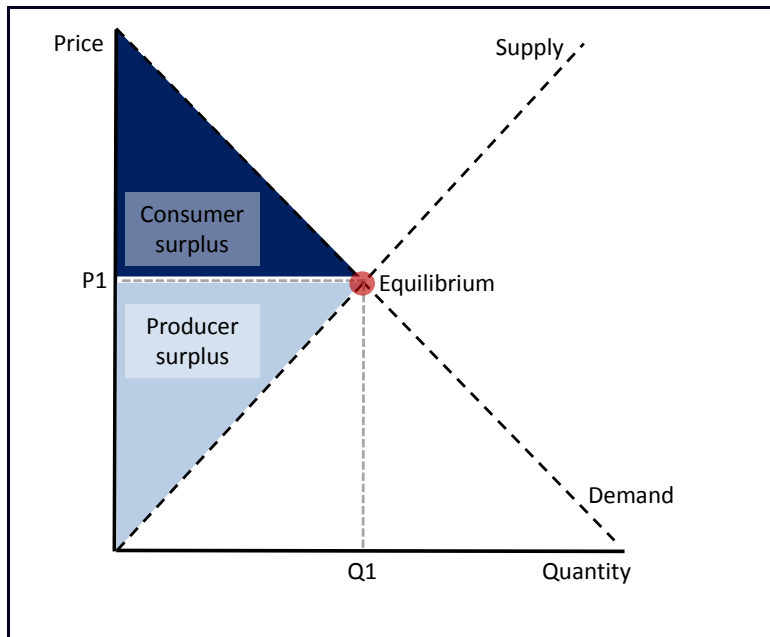 Price
Supply
Consumer
surplus
P1
Equilibrium
Producer
surplus
Demand
Q1
Quantity